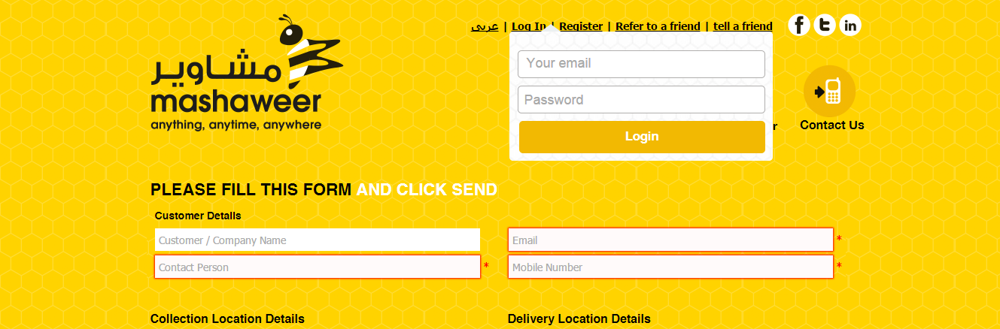 عربى | Log In | Register | Refer to a friend | tell a friend
مشاوير
mashaweer
anything, anytime, anywhere
Your email
Password
Login
Contact Us
PLEASE FILL THIS FORM AND CLICK SEND
Customer Details
Customer / Company Name
Email *
Contact Person *
Mobile Number *
Collection Location Details
Delivery Location Details